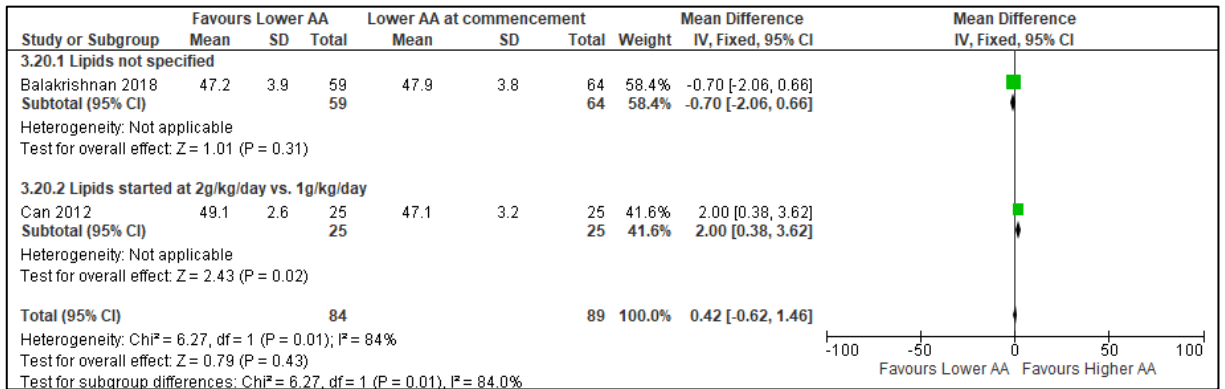 Favours Lower AA Lower AA at commencement Mean Difference Mean Difference
Study or Subgroup Mean SD Total Mean SD Total Weight IV, Fixed, 95% CI IV, Fixed, 95% CI
3.20.1 Lipids not specified
Balakrishnan 2018 47.2 3.9 59 47.9 3.8 64 58.4% -0.70 [-2.06, 0.66]
Subtotal (95% CI) 59 64 58.4% -0.70 [-2.06, 0.66]
Heterogeneity: Not applicable
Test for overall effect: Z = 1.01 (P = 0.31)
3.20.2 Lipids started at 2g/kg/day vs. 1g/kg/day
Can 2012 49.1 2.6 25 47.1 3.2 25 41.6% 2.00 [0.38, 3.62]
Subtotal (95% CI) 25 25 41.6% 2.00 [0.38, 3.62]
Heterogeneity: Not applicable
Test for overall effect: Z = 2.43 (P = 0.02)
Total (95% CI) 84 89 100.0% 0.42 [-0.62, 1.46]
Heterogeneity: Chi² = 6.27, df = 1 (P = 0.01); I² = 84%
Test for overall effect: Z = 0.79 (P = 0.43)
Test for subgroup differences: Chi² = 6.27, df = 1 (P = 0.01), I² = 84.0%
-100 -50 0 50 100
Favours Lower AA Favours Higher AA